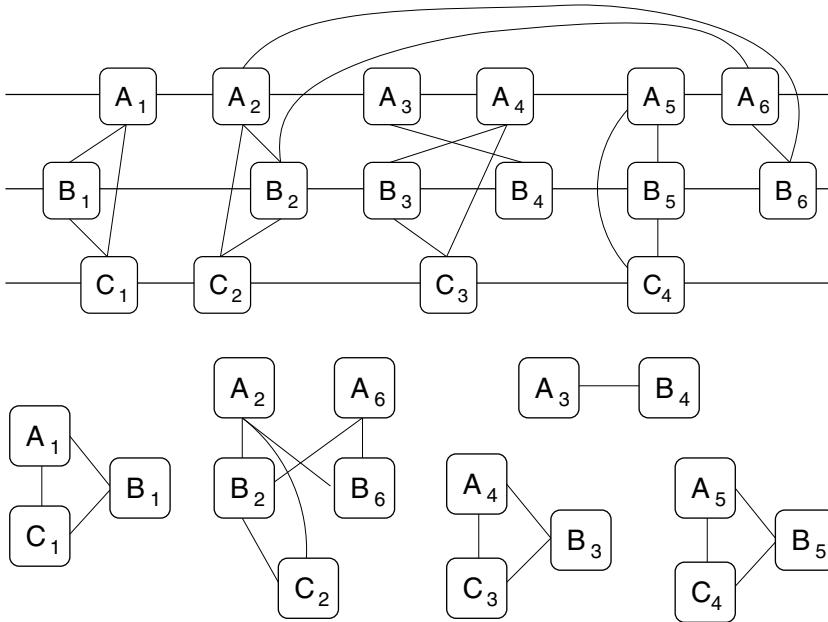 A1 A2 A3 A4 A5 A6
B1 B2 B3 B4 B5 B6
C1 C2 C3 C4
A2 A6 A3 B4
A1 B1 C1
B2 B6 C2
A4 B3 C3
A5 B5 C4